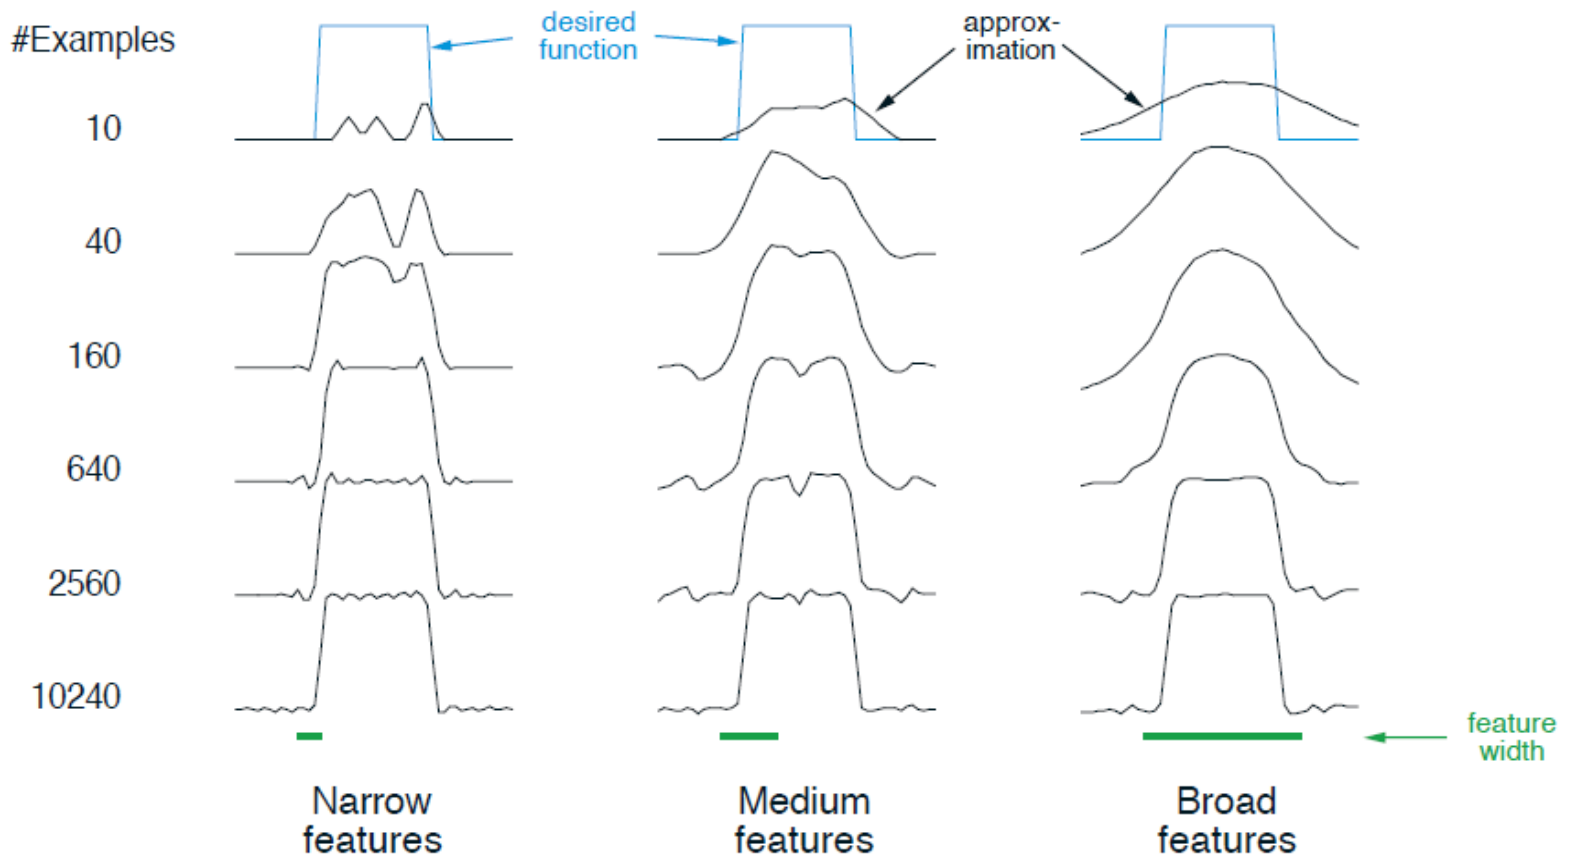 #Examples
desired
function
approx-
imation
10
40
160
640
2560
10240
feature
width
Narrow
features
Medium
features
Broad
features